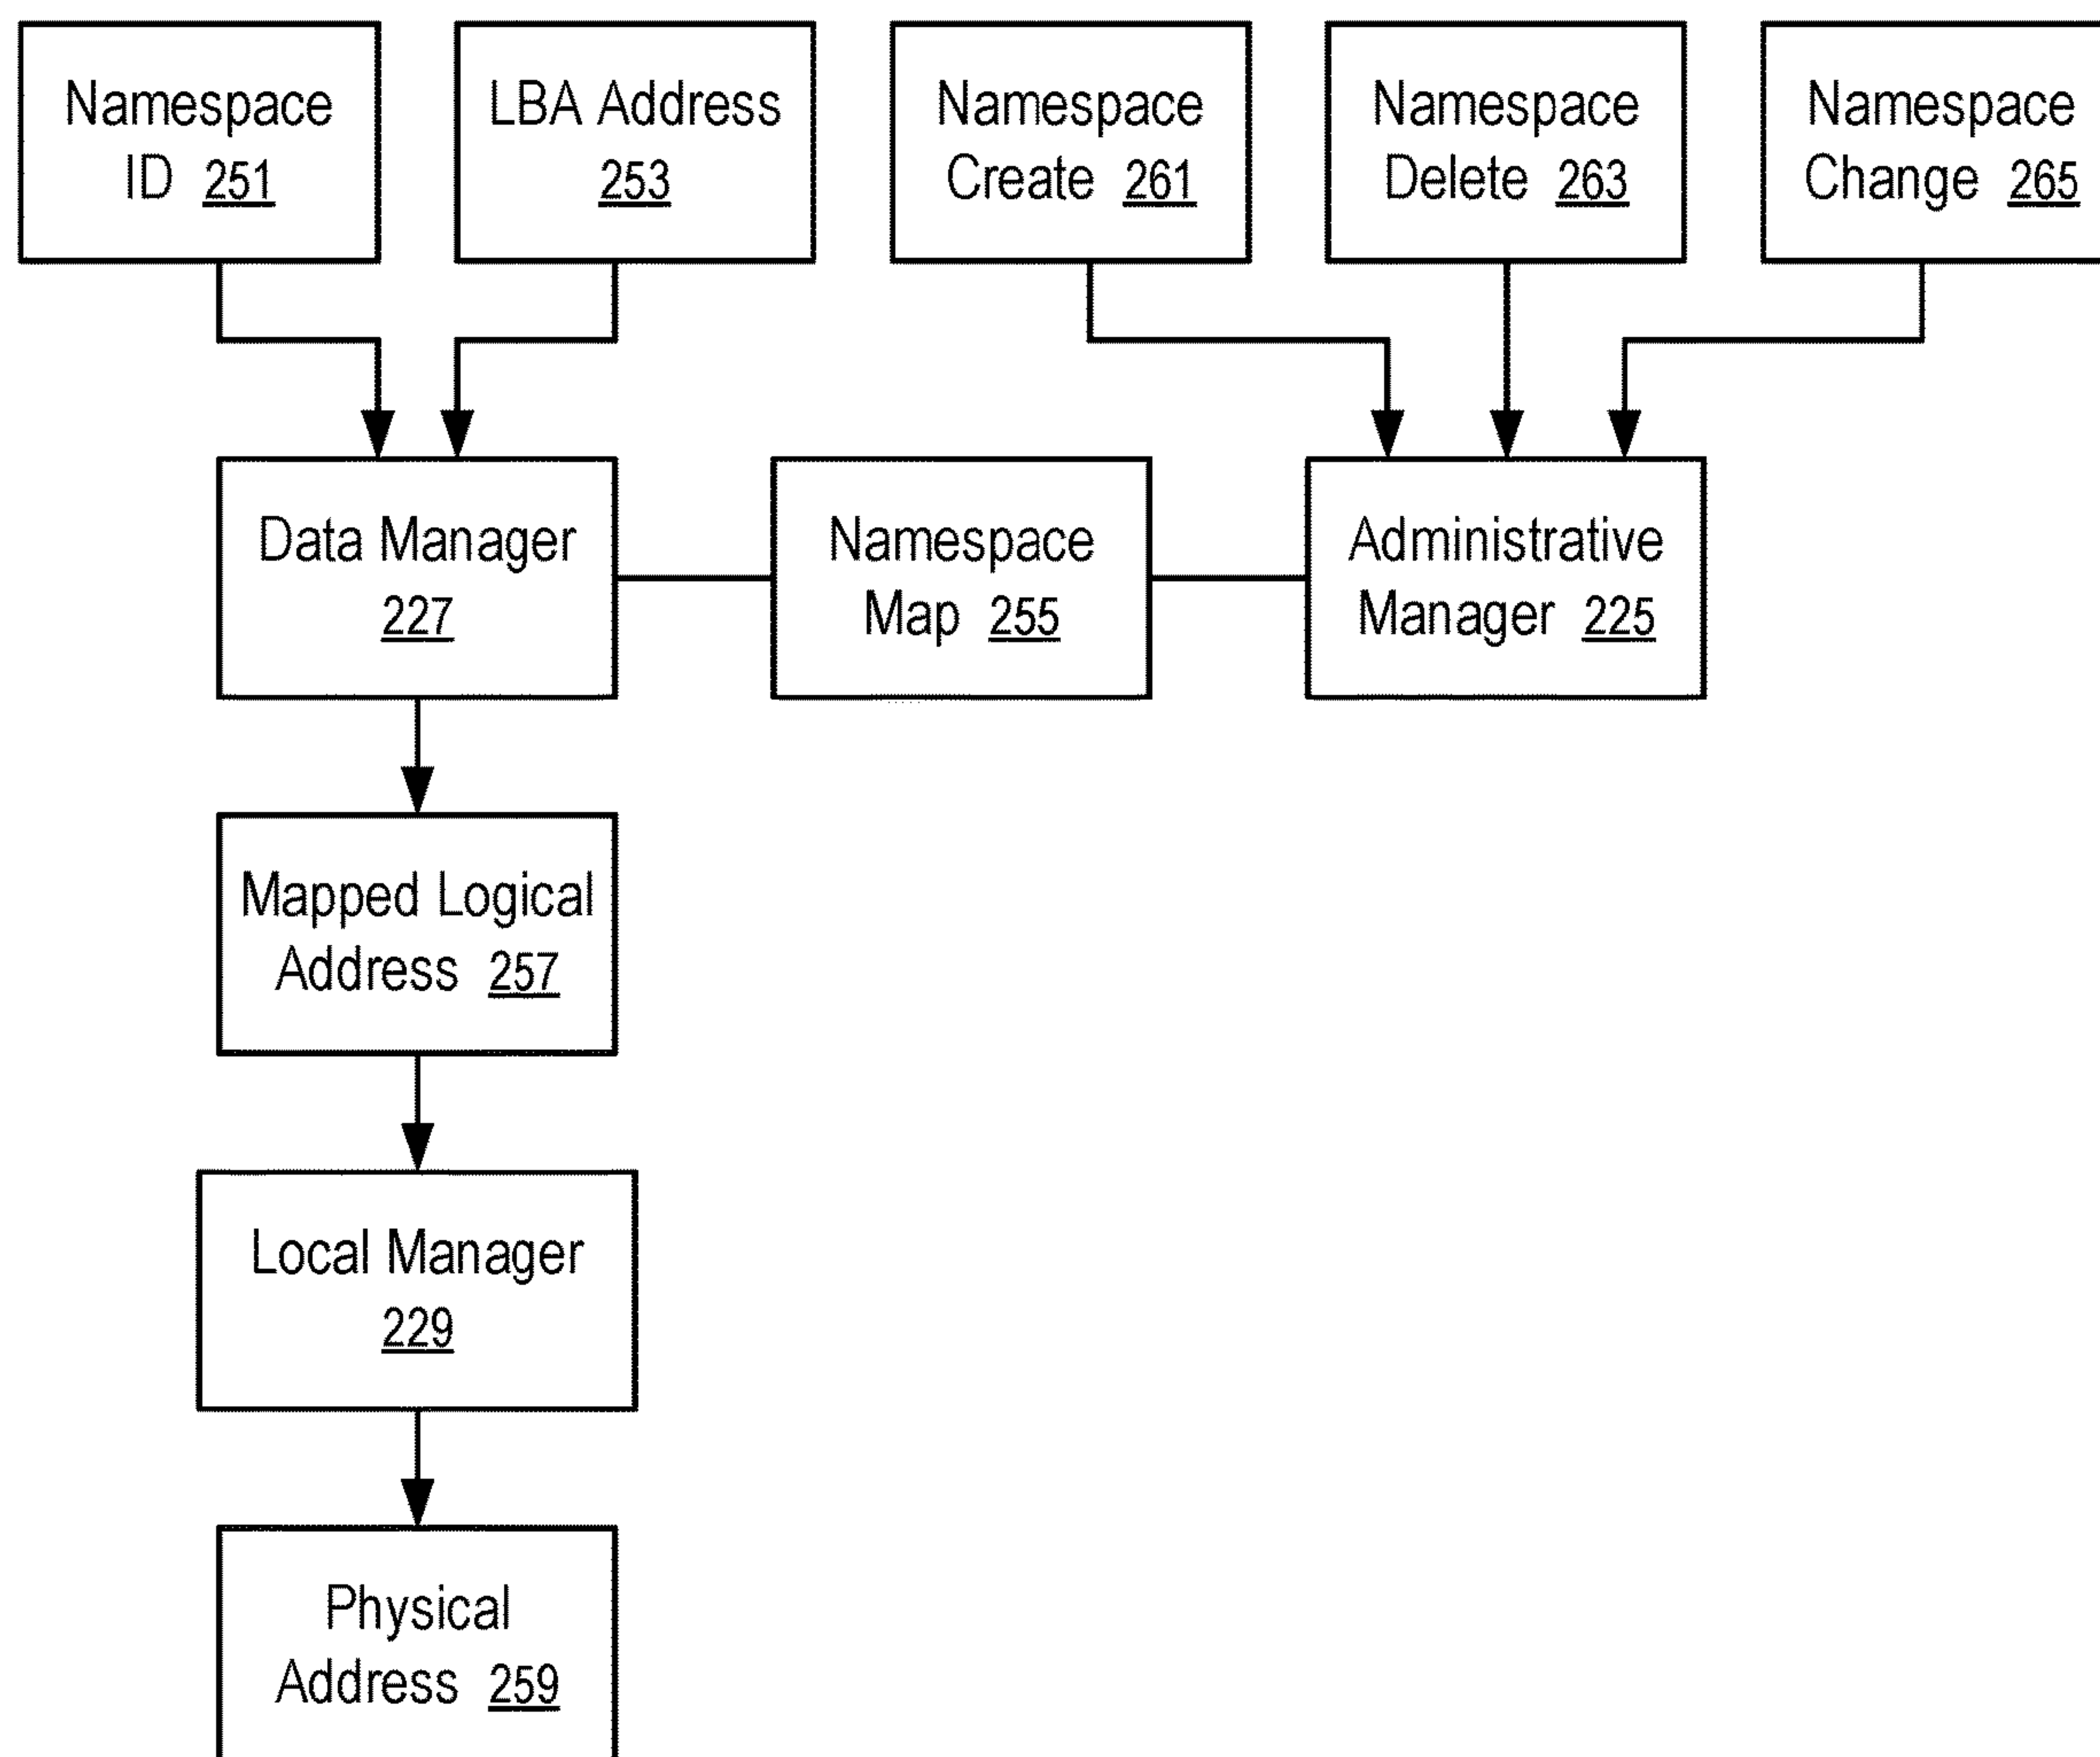 Namespace
ID 251
LBA Address
253
Namespace
Create 261
Namespace
Delete 263
Namespace
Change 265
Data Manager
227
Namespace
Map 255
Administrative
Manager 225
Mapped Logical
Address 257
Local Manager
229
Physical
Address 259